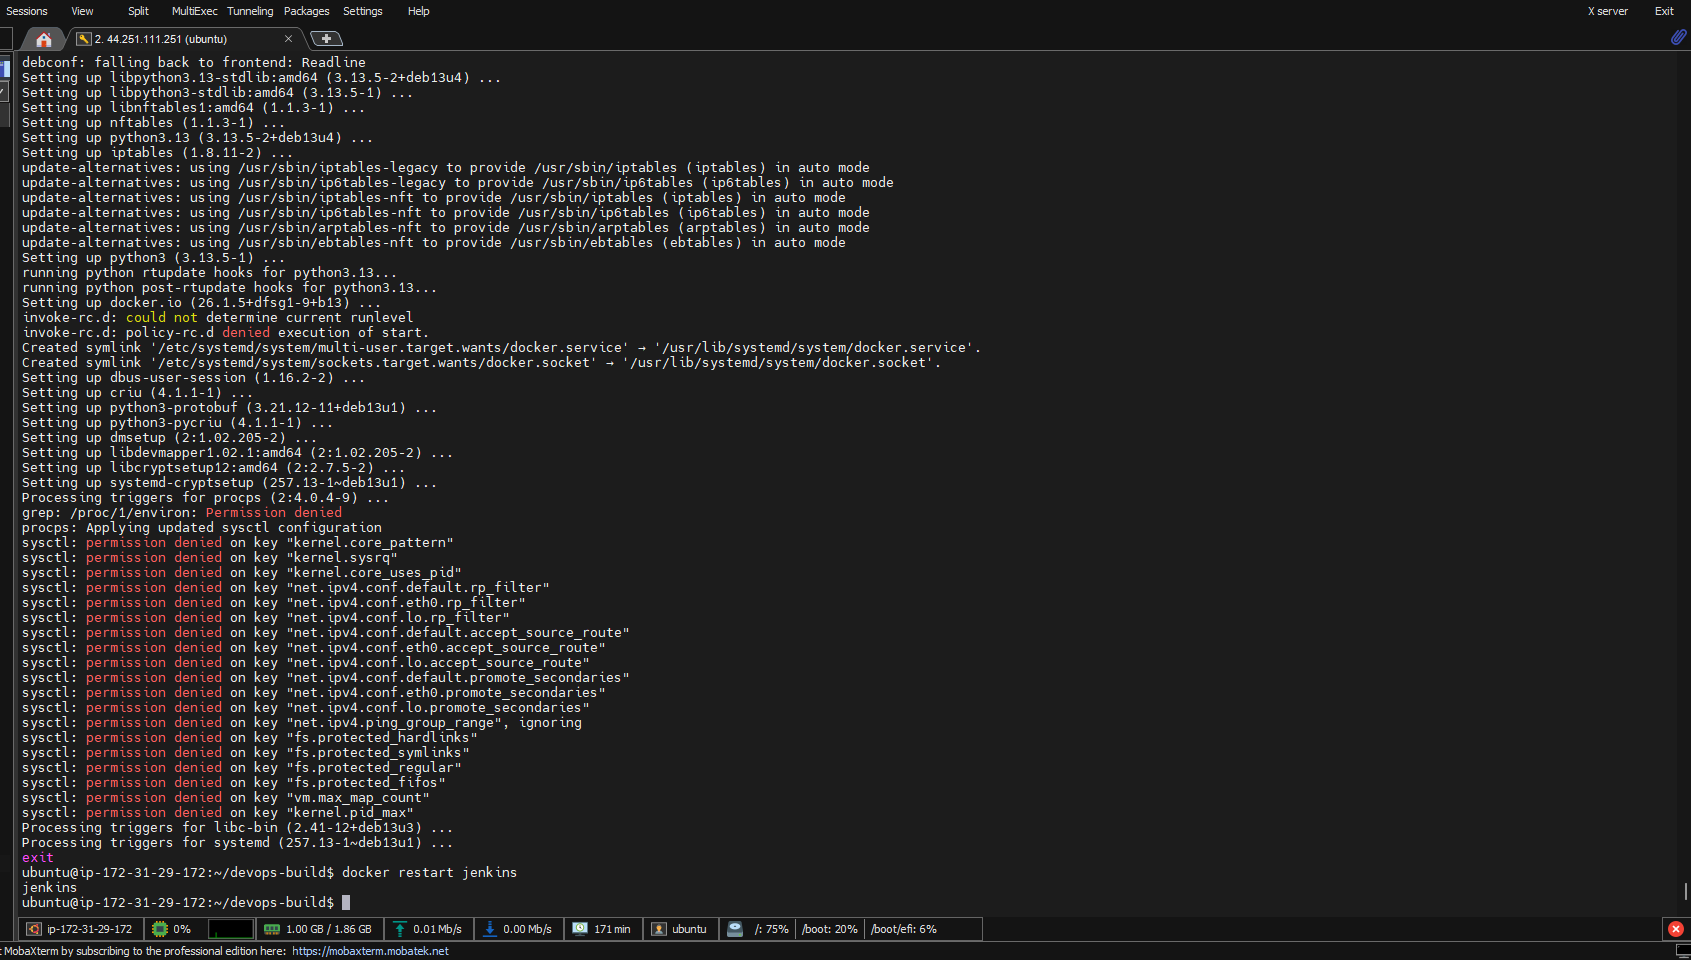 Sessions View Split MultiExec Tunneling Packages Settings Help X server Exit
2. 44.251.111.251 (ubuntu)
debconf: falling back to frontend: Readline
Setting up libpython3.13-stdlib:amd64 (3.13.5-2+deb13u4) ...
Setting up libpython3-stdlib:amd64 (3.13.5-1) ...
Setting up libnftables1:amd64 (1.1.3-1) ...
Setting up nftables (1.1.3-1) ...
Setting up python3.13 (3.13.5-2+deb13u4) ...
Setting up iptables (1.8.11-2) ...
update-alternatives: using /usr/sbin/iptables-legacy to provide /usr/sbin/iptables (iptables) in auto mode
update-alternatives: using /usr/sbin/ip6tables-legacy to provide /usr/sbin/ip6tables (ip6tables) in auto mode
update-alternatives: using /usr/sbin/iptables-nft to provide /usr/sbin/iptables (iptables) in auto mode
update-alternatives: using /usr/sbin/ip6tables-nft to provide /usr/sbin/ip6tables (ip6tables) in auto mode
update-alternatives: using /usr/sbin/arptables-nft to provide /usr/sbin/arptables (arptables) in auto mode
update-alternatives: using /usr/sbin/ebtables-nft to provide /usr/sbin/ebtables (ebtables) in auto mode
Setting up python3 (3.13.5-1) ...
running python rtupdate hooks for python3.13...
running python post-rtupdate hooks for python3.13...
Setting up docker.io (26.1.5+dfsg1-9+b13) ...
invoke-rc.d: could not determine current runlevel
invoke-rc.d: policy-rc.d denied execution of start.
Created symlink '/etc/systemd/system/multi-user.target.wants/docker.service' → '/usr/lib/systemd/system/docker.service'.
Created symlink '/etc/systemd/system/sockets.target.wants/docker.socket' → '/usr/lib/systemd/system/docker.socket'.
Setting up dbus-user-session (1.16.2-2) ...
Setting up criu (4.1.1-1) ...
Setting up python3-protobuf (3.21.12-11+deb13u1) ...
Setting up python3-pycriu (4.1.1-1) ...
Setting up dmsetup (2:1.02.205-2) ...
Setting up libdevmapper1.02.1:amd64 (2:1.02.205-2) ...
Setting up libcryptsetup12:amd64 (2:2.7.5-2) ...
Setting up systemd-cryptsetup (257.13-1~deb13u1) ...
Processing triggers for procps (2:4.0.4-9) ...
grep: /proc/1/environ: Permission denied
procps: Applying updated sysctl configuration
sysctl: permission denied on key "kernel.core_pattern"
sysctl: permission denied on key "kernel.sysrq"
sysctl: permission denied on key "kernel.core_uses_pid"
sysctl: permission denied on key "net.ipv4.conf.default.rp_filter"
sysctl: permission denied on key "net.ipv4.conf.eth0.rp_filter"
sysctl: permission denied on key "net.ipv4.conf.lo.rp_filter"
sysctl: permission denied on key "net.ipv4.conf.default.accept_source_route"
sysctl: permission denied on key "net.ipv4.conf.eth0.accept_source_route"
sysctl: permission denied on key "net.ipv4.conf.lo.accept_source_route"
sysctl: permission denied on key "net.ipv4.conf.default.promote_secondaries"
sysctl: permission denied on key "net.ipv4.conf.eth0.promote_secondaries"
sysctl: permission denied on key "net.ipv4.conf.lo.promote_secondaries"
sysctl: permission denied on key "net.ipv4.ping_group_range", ignoring
sysctl: permission denied on key "fs.protected_hardlinks"
sysctl: permission denied on key "fs.protected_symlinks"
sysctl: permission denied on key "fs.protected_regular"
sysctl: permission denied on key "fs.protected_fifos"
sysctl: permission denied on key "vm.max_map_count"
sysctl: permission denied on key "kernel.pid_max"
Processing triggers for libc-bin (2.41-12+deb13u3) ...
Processing triggers for systemd (257.13-1~deb13u1) ...
exit
ubuntu@ip-172-31-29-172:~/devops-build$ docker restart jenkins
jenkins
ubuntu@ip-172-31-29-172:~/devops-build$
ip-172-31-29-172 0% 1.00 GB / 1.86 GB 0.01 Mb/s 0.00 Mb/s 171 min ubuntu /: 75% /boot: 20% /boot/efi: 6%
t MobaXterm by subscribing to the professional edition here: https://mobaxterm.mobatek.net